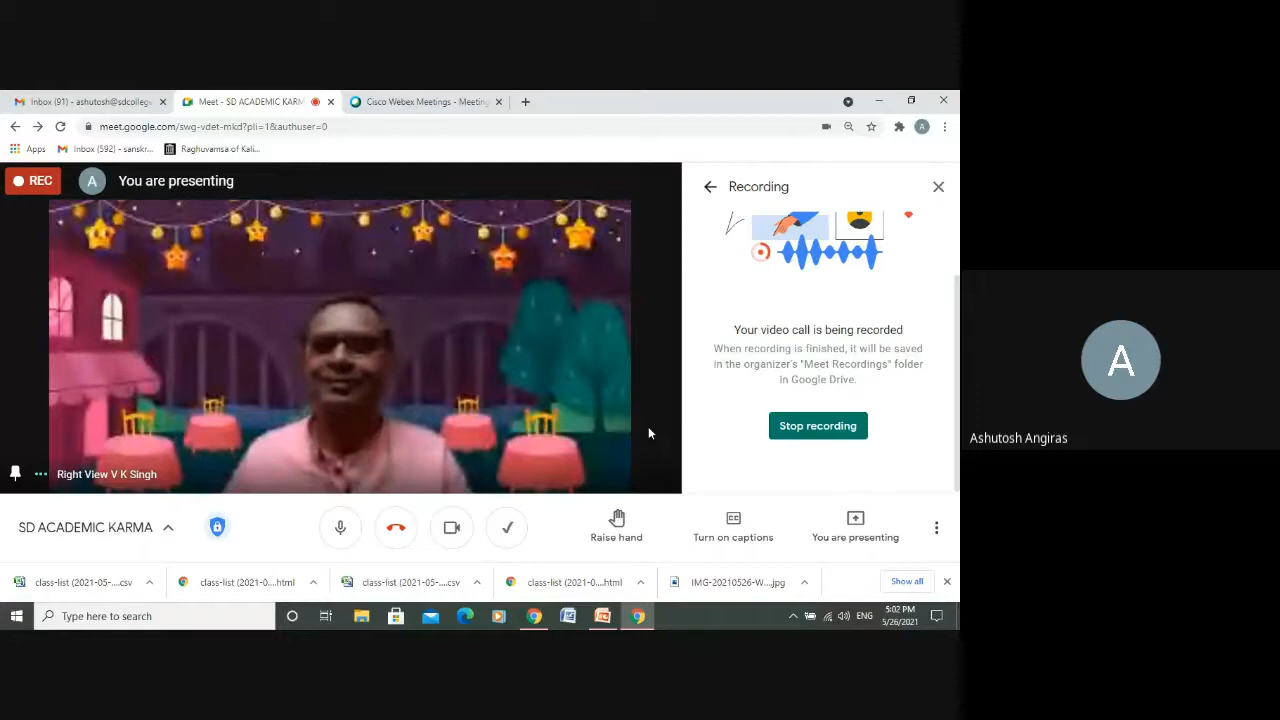 Inbox (91) - ashutosh@sdcolleg
Meet - SD ACADEMIC KARM
Cisco Webex Meetings - Meeting
meet.google.com/swg-vdet-mkd?pli=1&authuser=0
A
Apps
Inbox (592) - sanskr...
Raghuvamsa of Kali...
REC
A
You are presenting
Recording
Your video call is being recorded
When recording is finished, it will be saved
in the organizer's "Meet Recordings" folder
in Google Drive.
Stop recording
Right View V K Singh
A
Ashutosh Angiras
SD ACADEMIC KARMA
Raise hand
Turn on captions
You are presenting
class-list (2021-05-....csv
class-list (2021-0....html
class-list (2021-05-....csv
class-list (2021-0....html
IMG-20210526-W....jpg
Show all
Type here to search
ENG
5:02 PM
5/26/2021